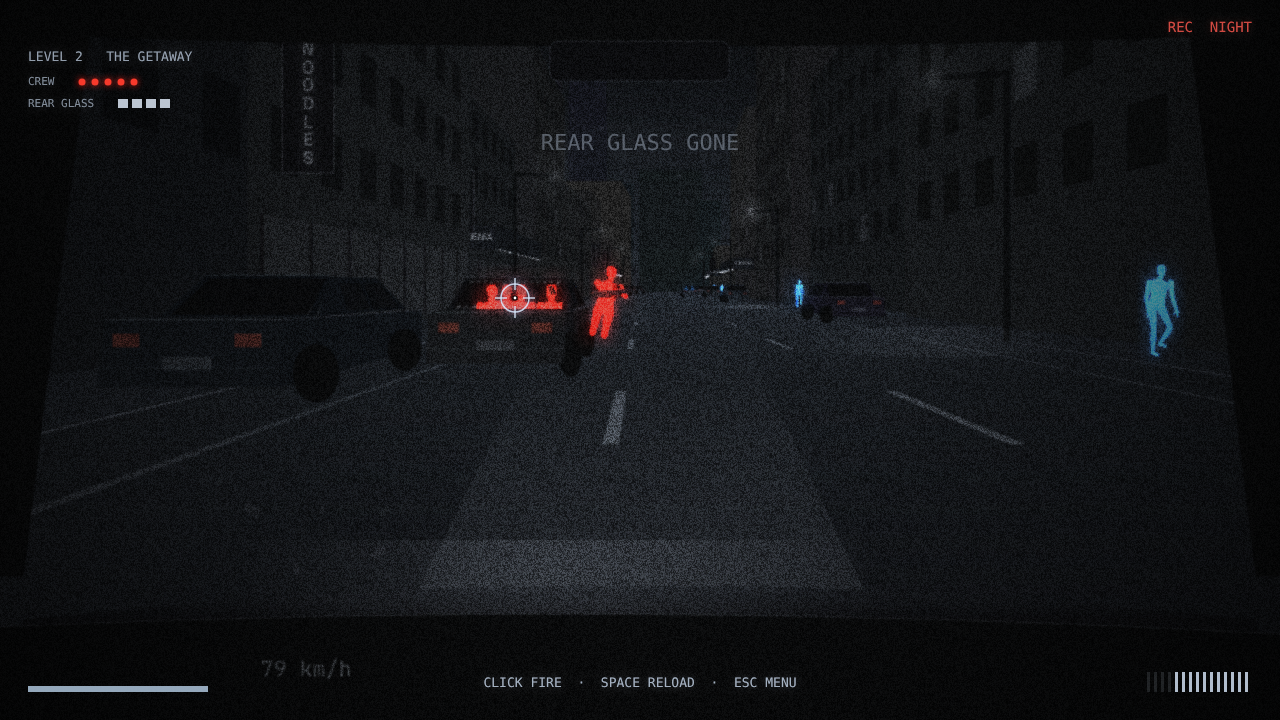 REC NIGHT
LEVEL 2 THE GETAWAY
CREW
REAR GLASS
NOODLES
REAR GLASS GONE
79 km/h
CLICK FIRE · SPACE RELOAD · ESC MENU